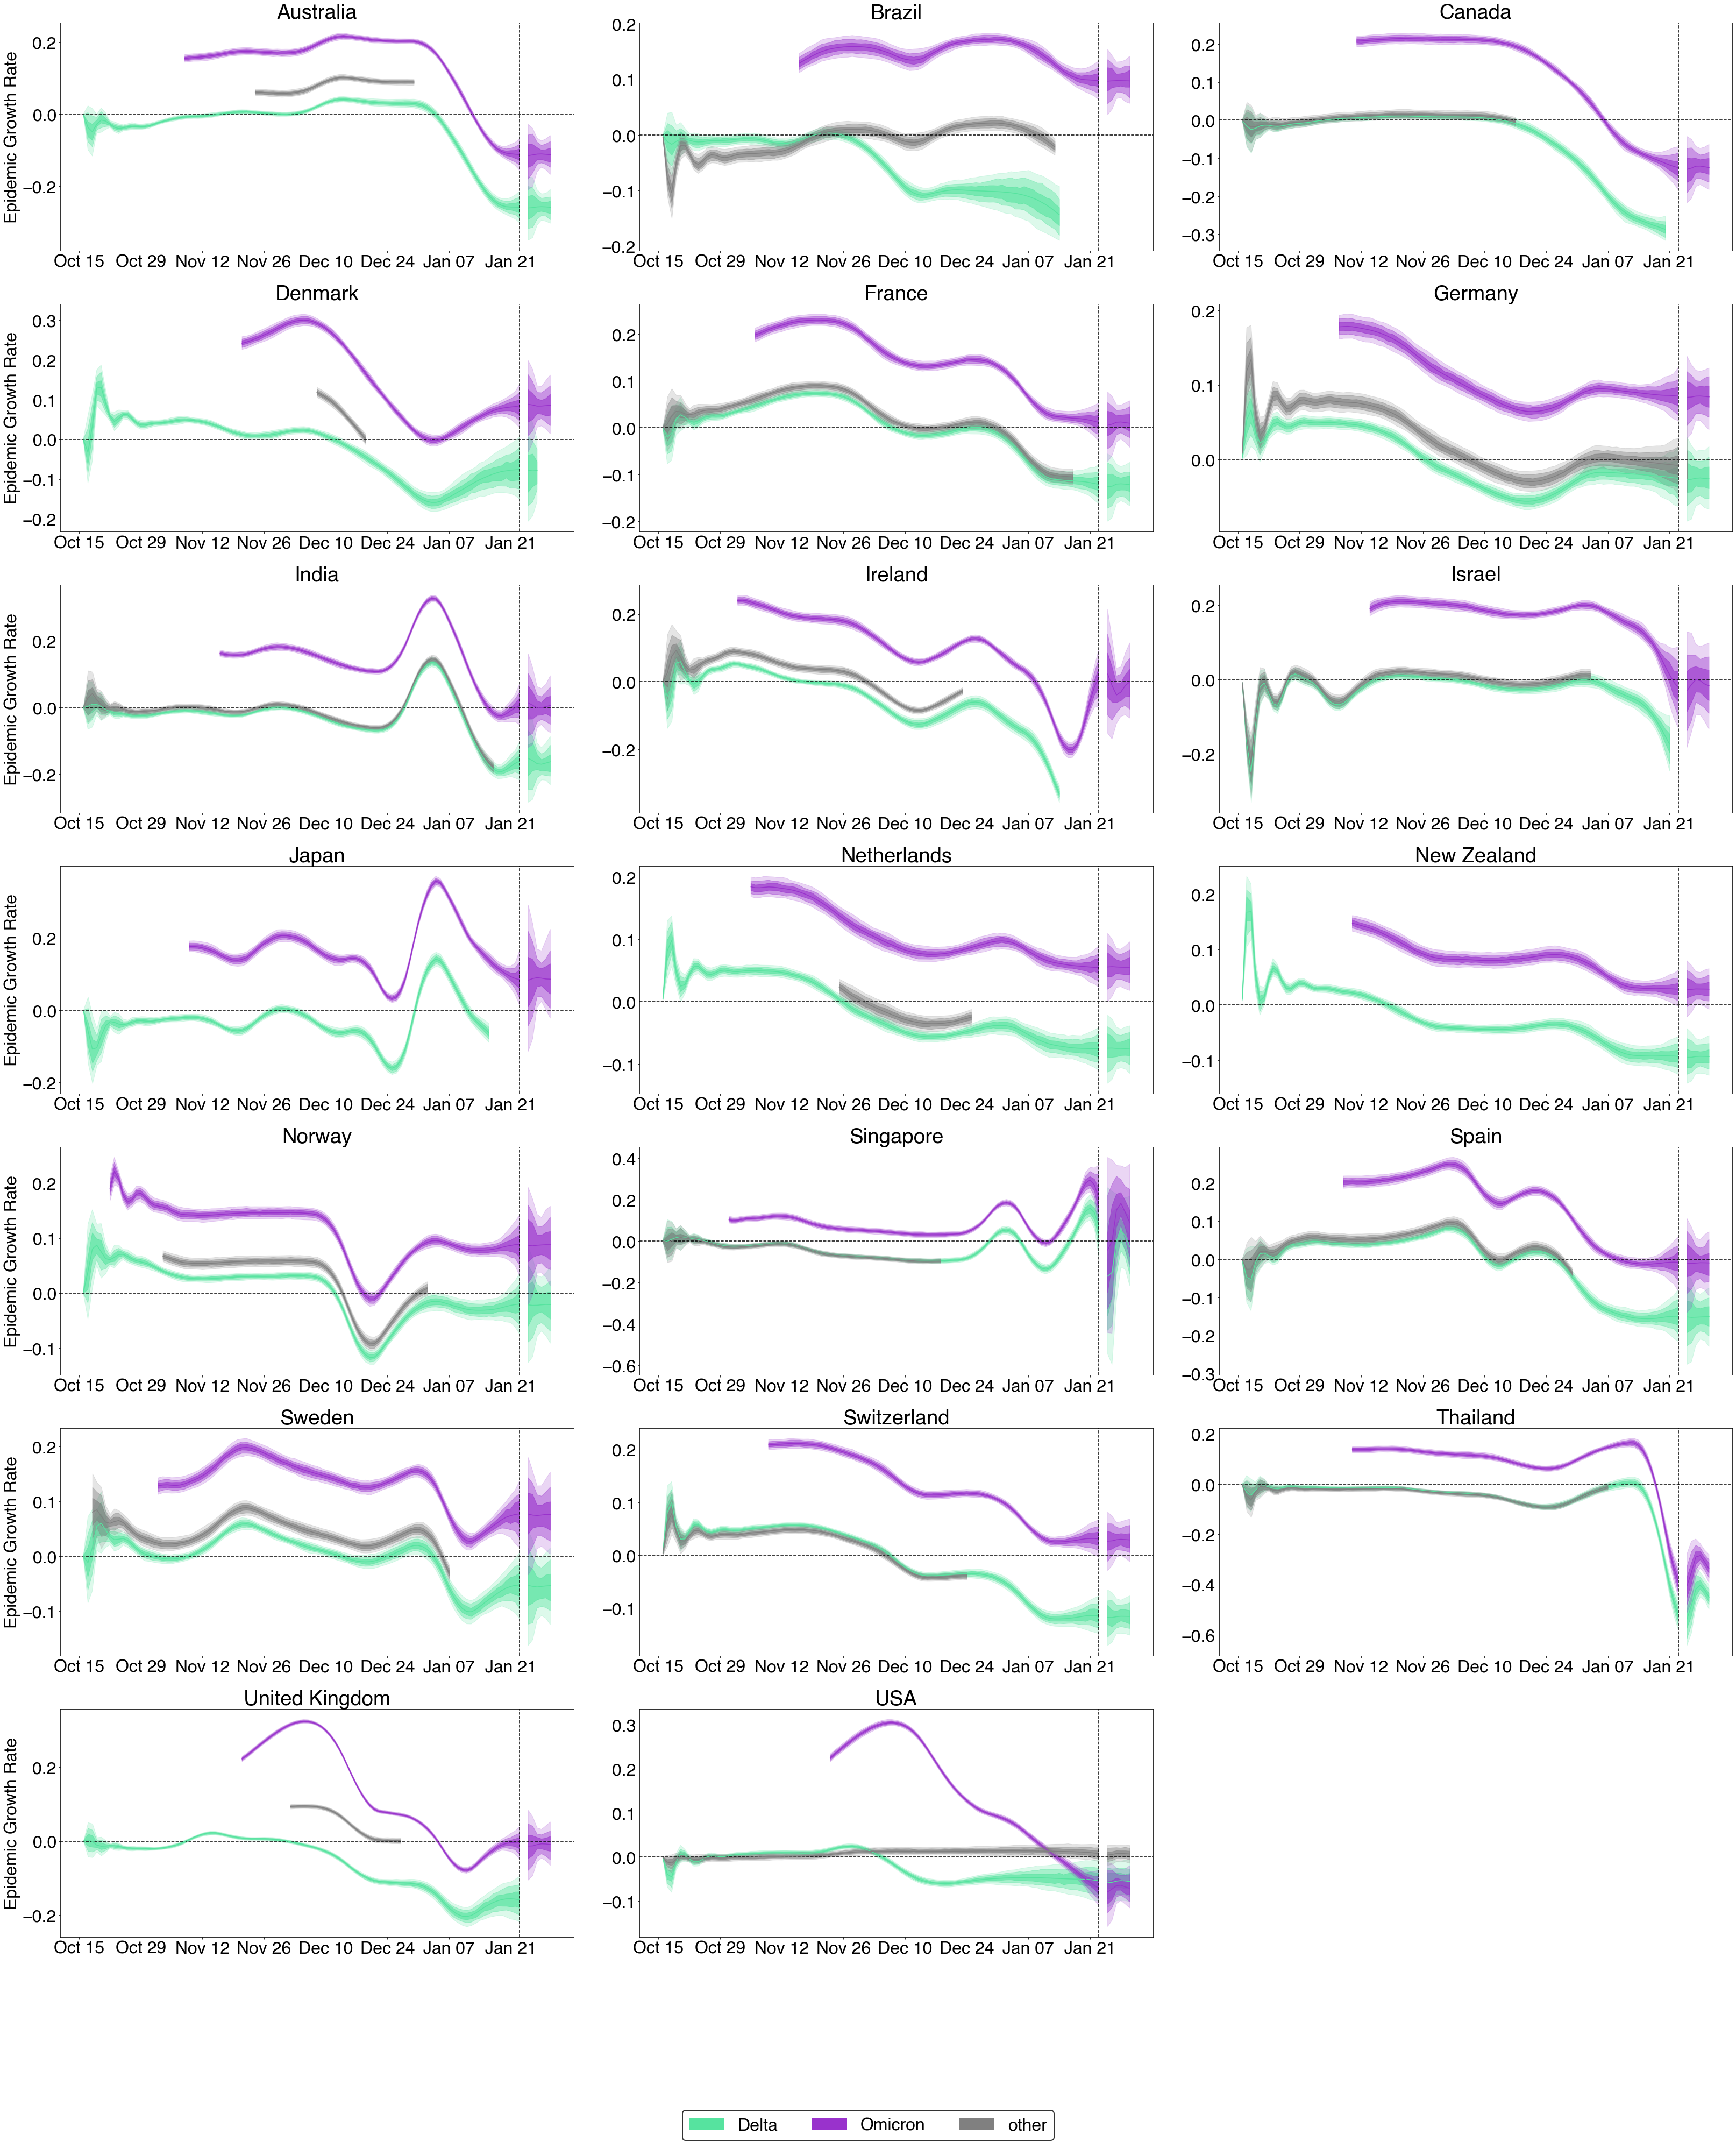 Australia Brazil Canada
Epidemic Growth Rate
0.2 0.0 −0.2
0.2 0.1 0.0 −0.1 −0.2
0.2 0.1 0.0 −0.1 −0.2 −0.3
Oct 15 Oct 29 Nov 12 Nov 26 Dec 10 Dec 24 Jan 07 Jan 21
Oct 15 Oct 29 Nov 12 Nov 26 Dec 10 Dec 24 Jan 07 Jan 21
Oct 15 Oct 29 Nov 12 Nov 26 Dec 10 Dec 24 Jan 07 Jan 21
Denmark France Germany
Epidemic Growth Rate
0.3 0.2 0.1 0.0 −0.1 −0.2
0.2 0.1 0.0 −0.1 −0.2
0.2 0.1 0.0
Oct 15 Oct 29 Nov 12 Nov 26 Dec 10 Dec 24 Jan 07 Jan 21
Oct 15 Oct 29 Nov 12 Nov 26 Dec 10 Dec 24 Jan 07 Jan 21
Oct 15 Oct 29 Nov 12 Nov 26 Dec 10 Dec 24 Jan 07 Jan 21
India Ireland Israel
Epidemic Growth Rate
0.2 0.0 −0.2
0.2 0.0 −0.2
0.2 0.0 −0.2
Oct 15 Oct 29 Nov 12 Nov 26 Dec 10 Dec 24 Jan 07 Jan 21
Oct 15 Oct 29 Nov 12 Nov 26 Dec 10 Dec 24 Jan 07 Jan 21
Oct 15 Oct 29 Nov 12 Nov 26 Dec 10 Dec 24 Jan 07 Jan 21
Japan Netherlands New Zealand
Epidemic Growth Rate
0.2 0.0 −0.2
0.2 0.1 0.0 −0.1
0.2 0.1 0.0 −0.1
Oct 15 Oct 29 Nov 12 Nov 26 Dec 10 Dec 24 Jan 07 Jan 21
Oct 15 Oct 29 Nov 12 Nov 26 Dec 10 Dec 24 Jan 07 Jan 21
Oct 15 Oct 29 Nov 12 Nov 26 Dec 10 Dec 24 Jan 07 Jan 21
Norway Singapore Spain
Epidemic Growth Rate
0.2 0.1 0.0 −0.1
0.4 0.2 0.0 −0.2 −0.4 −0.6
0.2 0.1 0.0 −0.1 −0.2 −0.3
Oct 15 Oct 29 Nov 12 Nov 26 Dec 10 Dec 24 Jan 07 Jan 21
Oct 15 Oct 29 Nov 12 Nov 26 Dec 10 Dec 24 Jan 07 Jan 21
Oct 15 Oct 29 Nov 12 Nov 26 Dec 10 Dec 24 Jan 07 Jan 21
Sweden Switzerland Thailand
Epidemic Growth Rate
0.2 0.1 0.0 −0.1
0.2 0.1 0.0 −0.1
0.2 0.0 −0.2 −0.4 −0.6
Oct 15 Oct 29 Nov 12 Nov 26 Dec 10 Dec 24 Jan 07 Jan 21
Oct 15 Oct 29 Nov 12 Nov 26 Dec 10 Dec 24 Jan 07 Jan 21
Oct 15 Oct 29 Nov 12 Nov 26 Dec 10 Dec 24 Jan 07 Jan 21
United Kingdom USA
Epidemic Growth Rate
0.2 0.0 −0.2
0.3 0.2 0.1 0.0 −0.1
Oct 15 Oct 29 Nov 12 Nov 26 Dec 10 Dec 24 Jan 07 Jan 21
Oct 15 Oct 29 Nov 12 Nov 26 Dec 10 Dec 24 Jan 07 Jan 21
Delta Omicron other